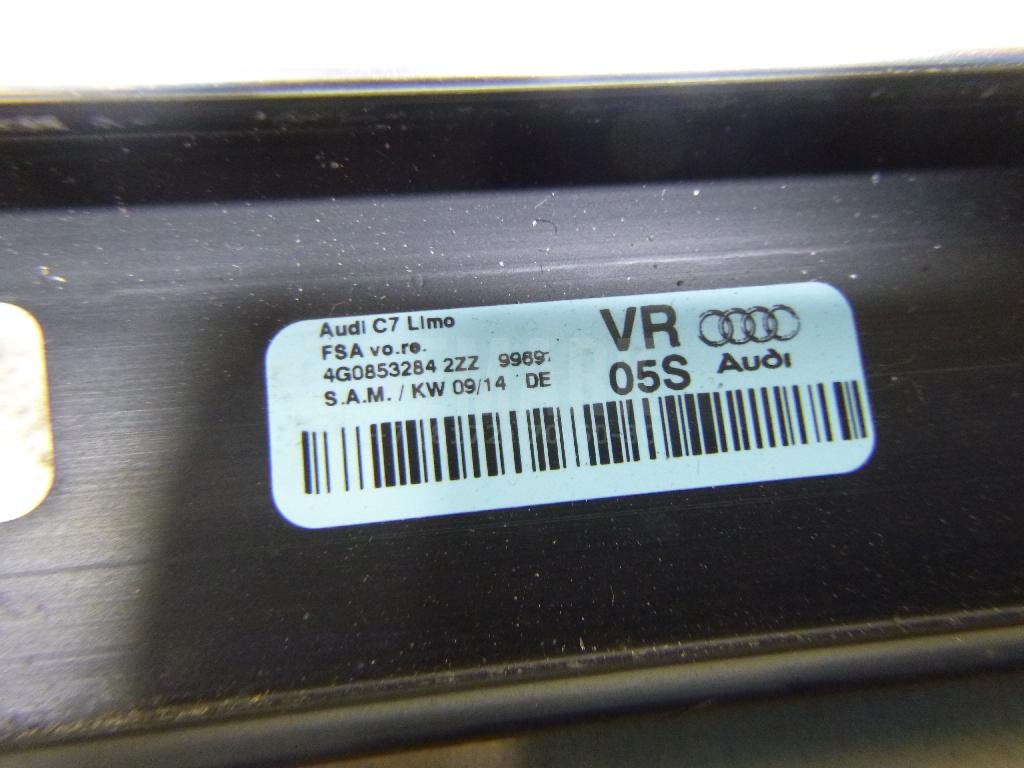 Audi C7 Limo
FSA vo.re.
4G0853284 2ZZ
S.A.M. / KW 09/14 DE
VR
05S
Audi